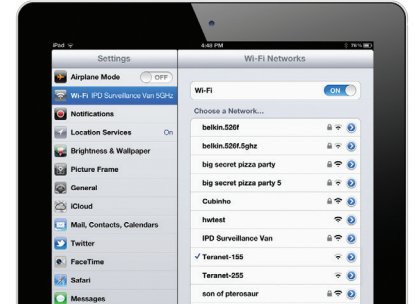 iPad 4:48 PM 76%
Settings
Airplane Mode OFF
Wi-Fi IPD Surveillance Van 5GHz
Notifications
Location Services On
Brightness & Wallpaper
Picture Frame
General
iCloud
Mail, Contacts, Calendars
Twitter
FaceTime
Safari
Messages
Wi-Fi Networks
Wi-Fi ON
Choose a Network...
belkin.526f
belkin.526f.5ghz
big secret pizza party
big secret pizza party 5
Cubinho
hwtest
IPD Surveillance Van
Teranet-155
Teranet-255
son of pterosaur